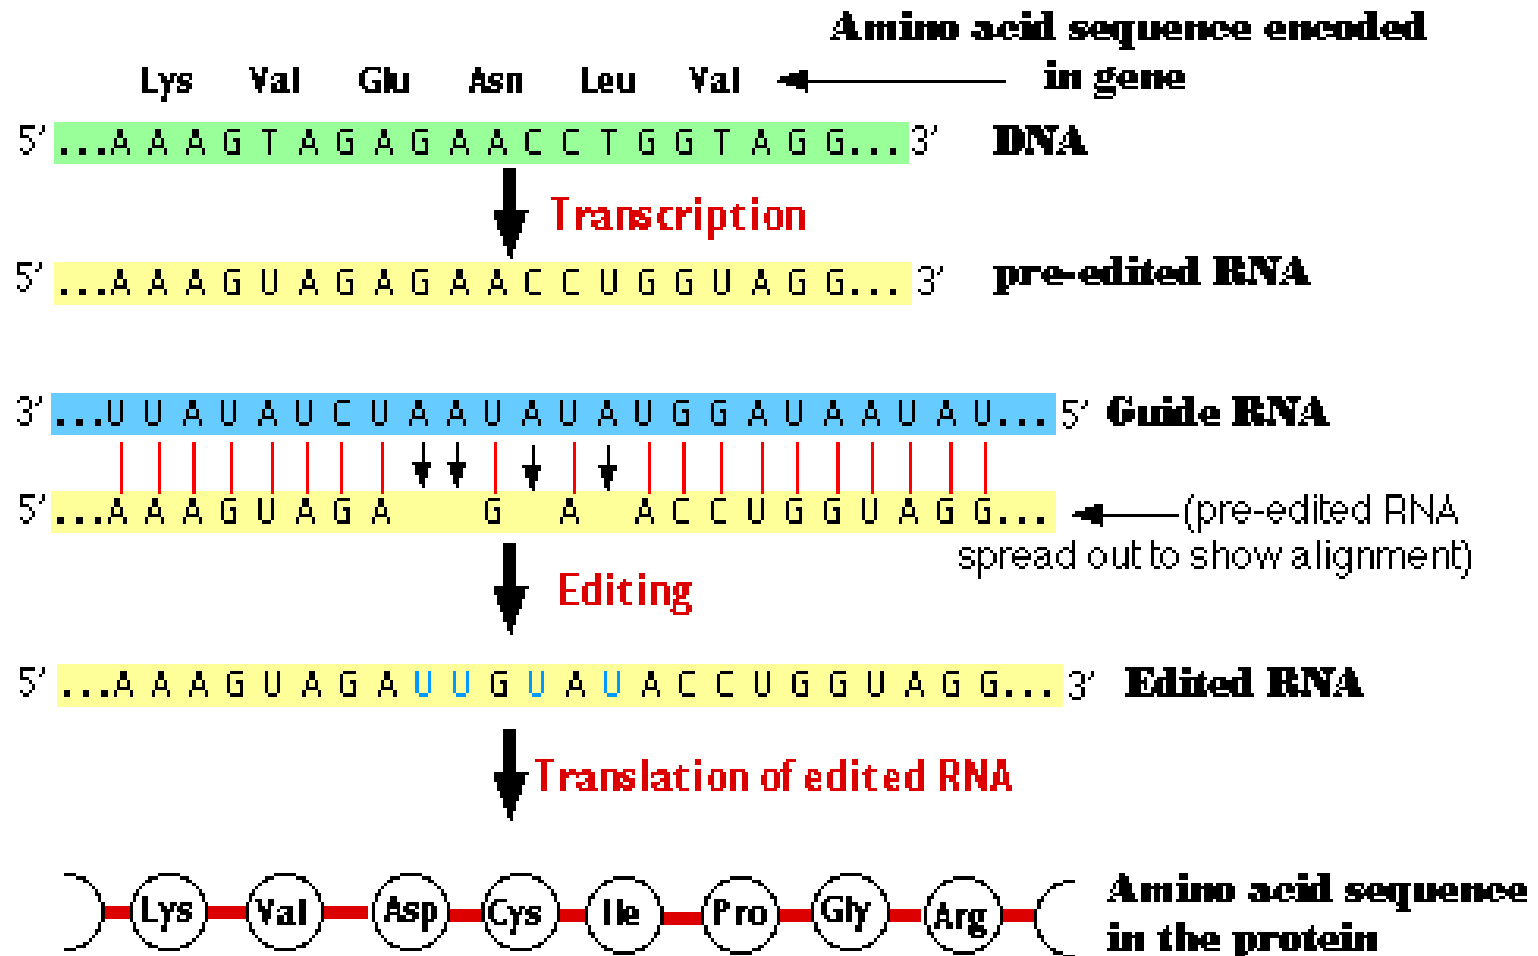 Amino acid sequence encoded
Lys Val Glu Asn Leu Val in gene
5' ...A A A G T A G A G A A C C T G G T A G G... 3' DNA
Transcription
5' ...A A A G U A G A G A A C C U G G U A G G... 3' pre-edited RNA
3' ...U U A U A U C U A A U A U A U G G A U A A U A U... 5' Guide RNA
5' ...A A A G U A G A G A A C C U G G U A G G... (pre-edited RNA
spread out to show alignment)
Editing
5' ...A A A G U A G A U U G U A U A C C U G G U A G G... 3' Edited RNA
Translation of edited RNA
Lys Val Asp Cys Ile Pro Gly Arg Amino acid sequence
in the protein